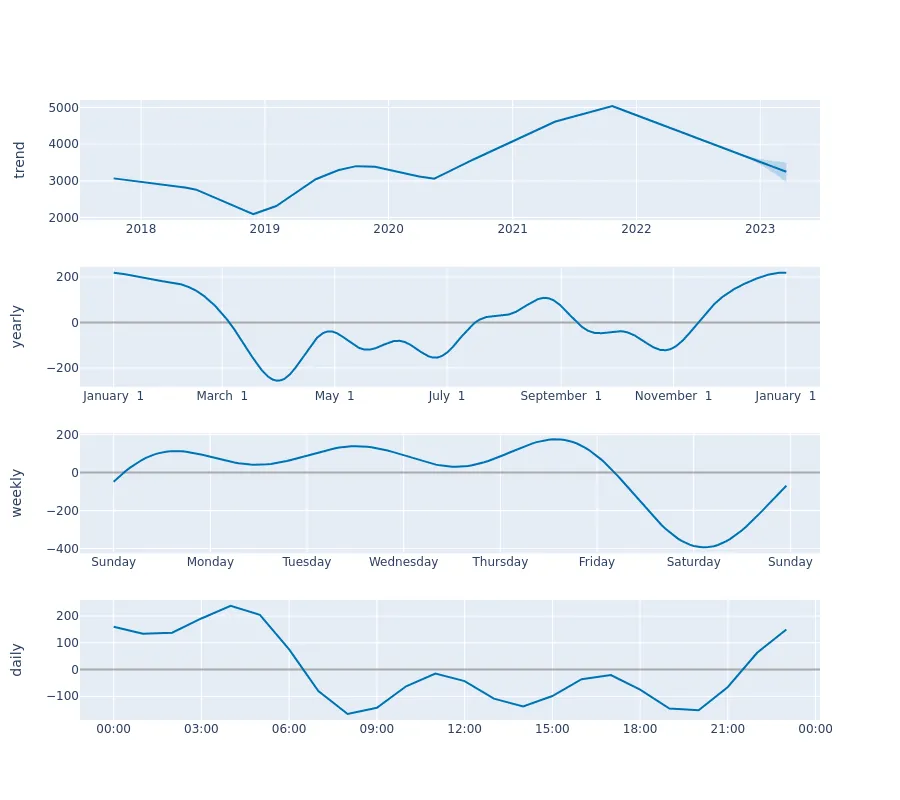 trend
5000
4000
3000
2000
2018 2019 2020 2021 2022 2023
yearly
200
0
−200
January 1 March 1 May 1 July 1 September 1 November 1 January 1
weekly
200
0
−200
−400
Sunday Monday Tuesday Wednesday Thursday Friday Saturday Sunday
daily
200
100
0
−100
00:00 03:00 06:00 09:00 12:00 15:00 18:00 21:00 00:00